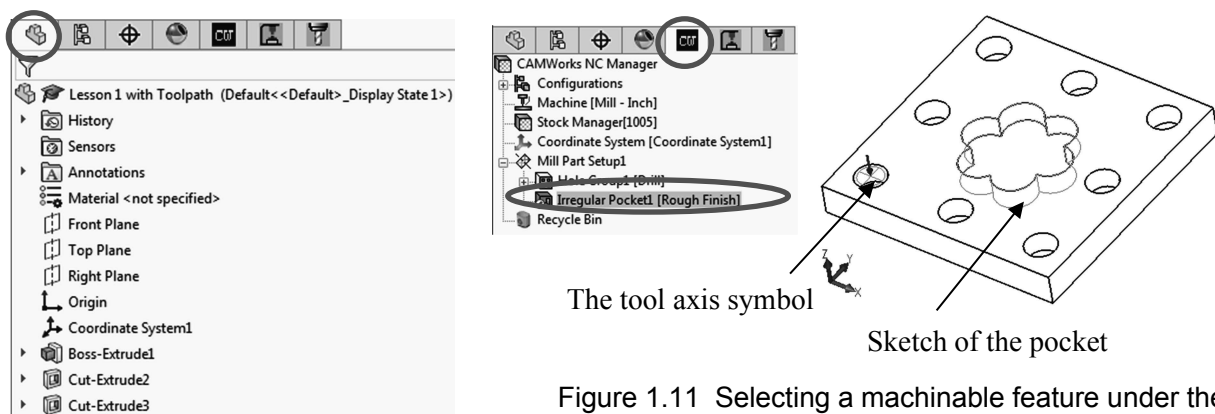 Lesson 1 with Toolpath (Default<<Default>_Display State 1>)
History
Sensors
Annotations
Material <not specified>
Front Plane
Top Plane
Right Plane
Origin
Coordinate System1
Boss-Extrude1
Cut-Extrude2
Cut-Extrude3
CAMWorks NC Manager
Configurations
Machine [Mill - Inch]
Stock Manager[1005]
Coordinate System [Coordinate System1]
Mill Part Setup1
Hole Group1 [Drill]
Irregular Pocket1 [Rough Finish]
Recycle Bin
Z
Y
X
The tool axis symbol
Sketch of the pocket
Figure 1.11 Selecting a machinable feature under the